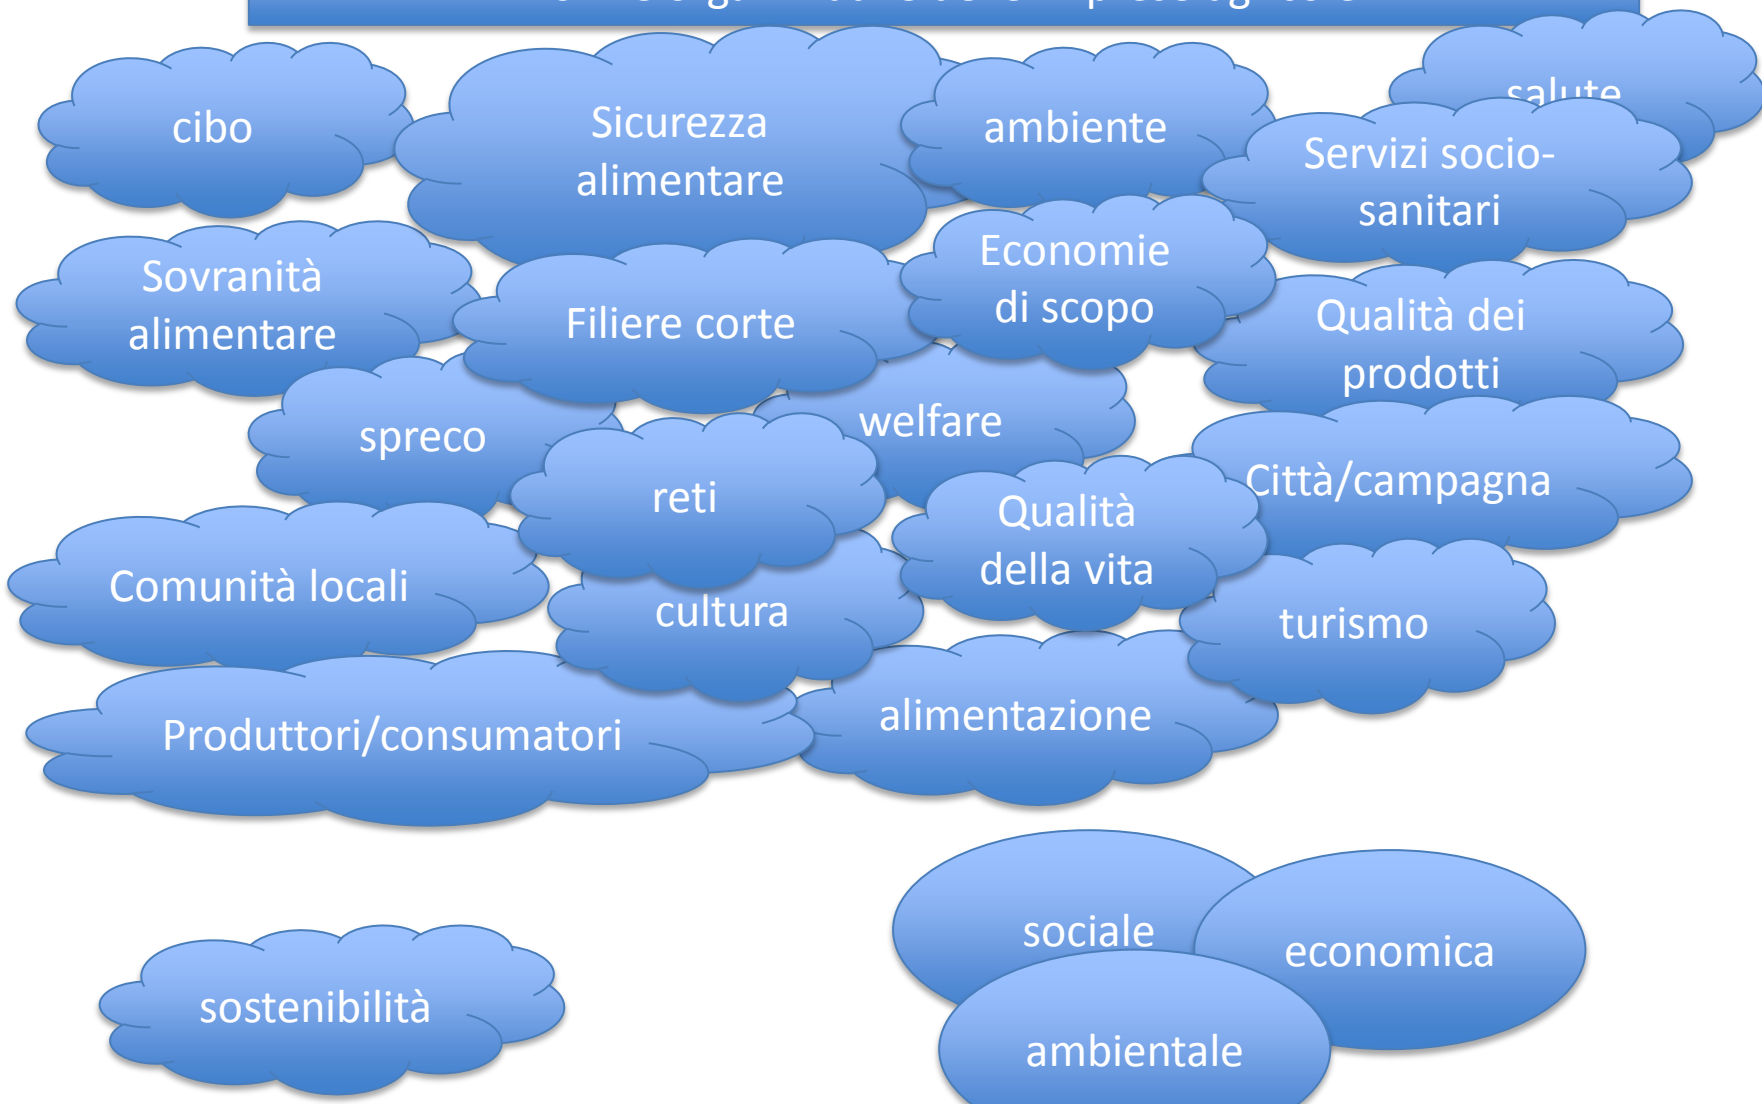 cibo
Sicurezza
alimentare
ambiente
salute
Servizi socio-
sanitari
Sovranità
alimentare
Filiere corte
Economie
di scopo
Qualità dei
prodotti
spreco
welfare
reti
Città/campagna
Qualità
della vita
Comunità locali
cultura
turismo
Produttori/consumatori
alimentazione
sociale
economica
sostenibilità
ambientale